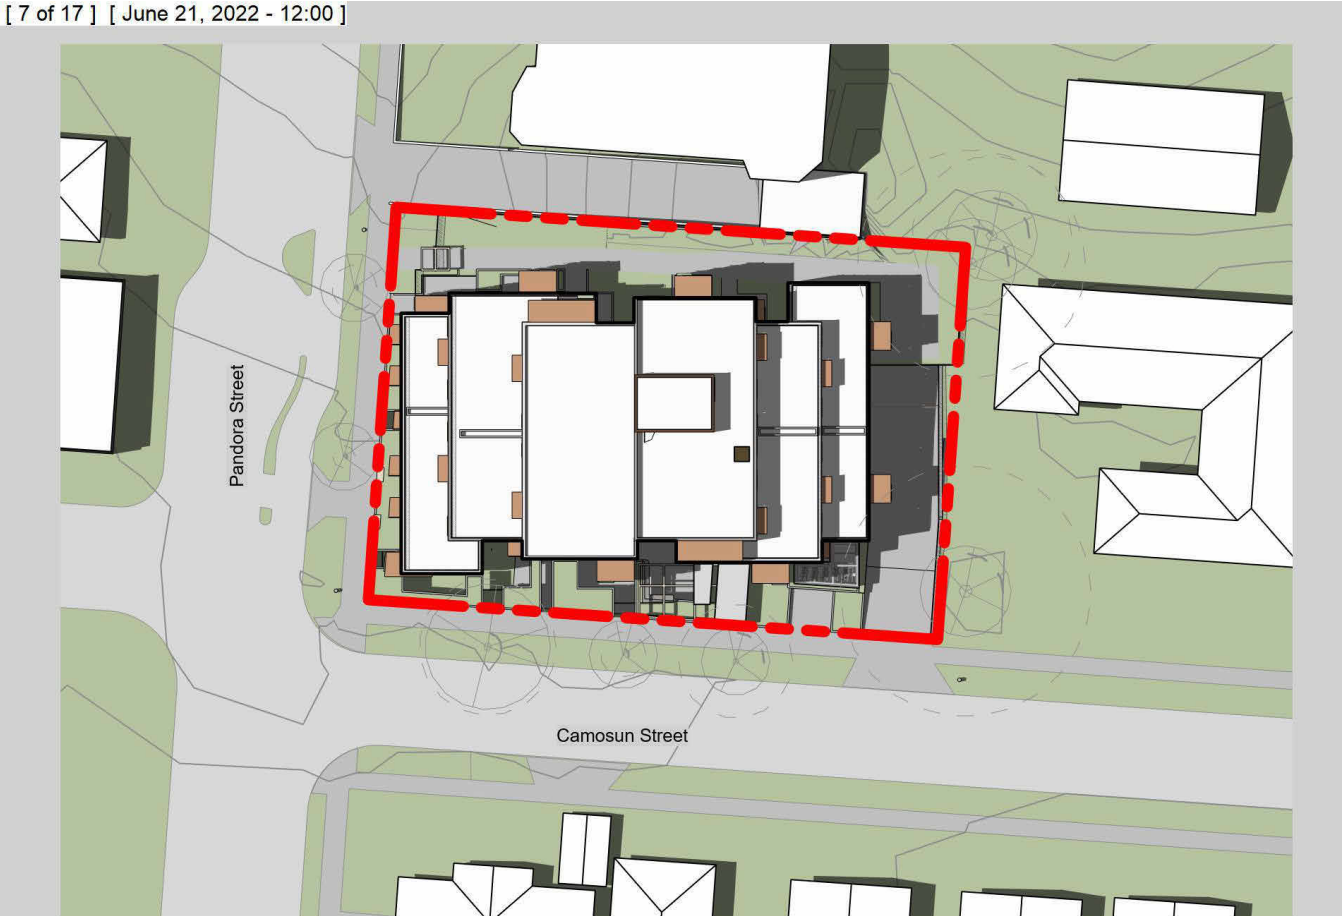 [ 7 of 17 ] [ June 21, 2022 - 12:00 ]
Pandora Street
Camosun Street